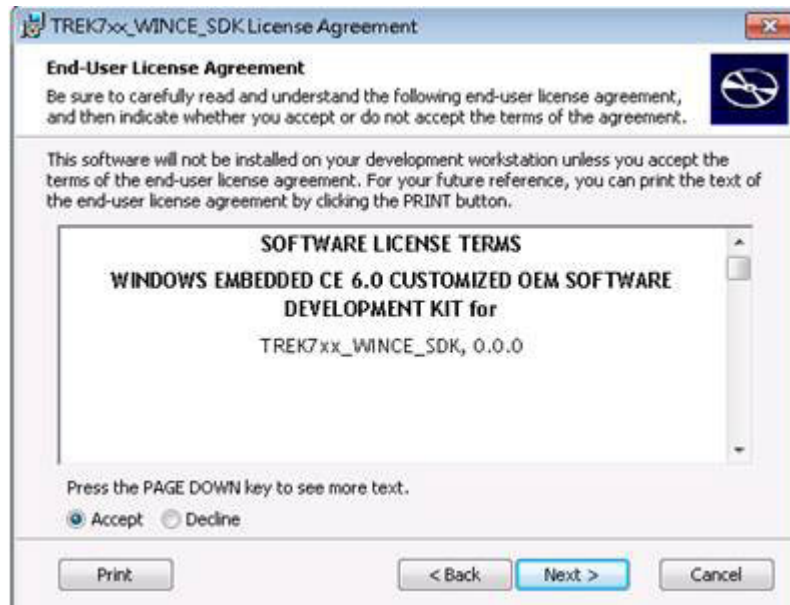 TREK7xx_WINCE_SDK License Agreement
End-User License Agreement
Be sure to carefully read and understand the following end-user license agreement,
and then indicate whether you accept or do not accept the terms of the agreement.
This software will not be installed on your development workstation unless you accept the
terms of the end-user license agreement. For your future reference, you can print the text of
the end-user license agreement by clicking the PRINT button.
SOFTWARE LICENSE TERMS
WINDOWS EMBEDDED CE 6.0 CUSTOMIZED OEM SOFTWARE
DEVELOPMENT KIT for
TREK7xx_WINCE_SDK, 0.0.0
Press the PAGE DOWN key to see more text.
Accept Decline
Print < Back Next > Cancel